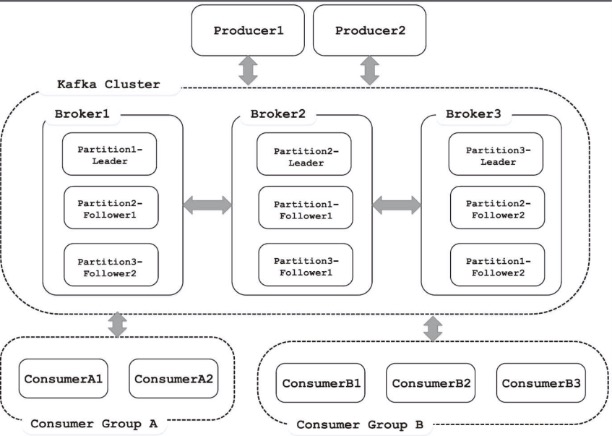 Producer1
Producer2
Kafka Cluster
Broker1
Broker2
Broker3
Partition1-
Leader
Partition2-
Leader
Partition3-
Leader
Partition2-
Follower1
Partition1-
Follower1
Partition2-
Follower2
Partition3-
Follower2
Partition3-
Follower1
Partition1-
Follower2
ConsumerA1
ConsumerA2
ConsumerB1
ConsumerB2
ConsumerB3
Consumer Group A
Consumer Group B